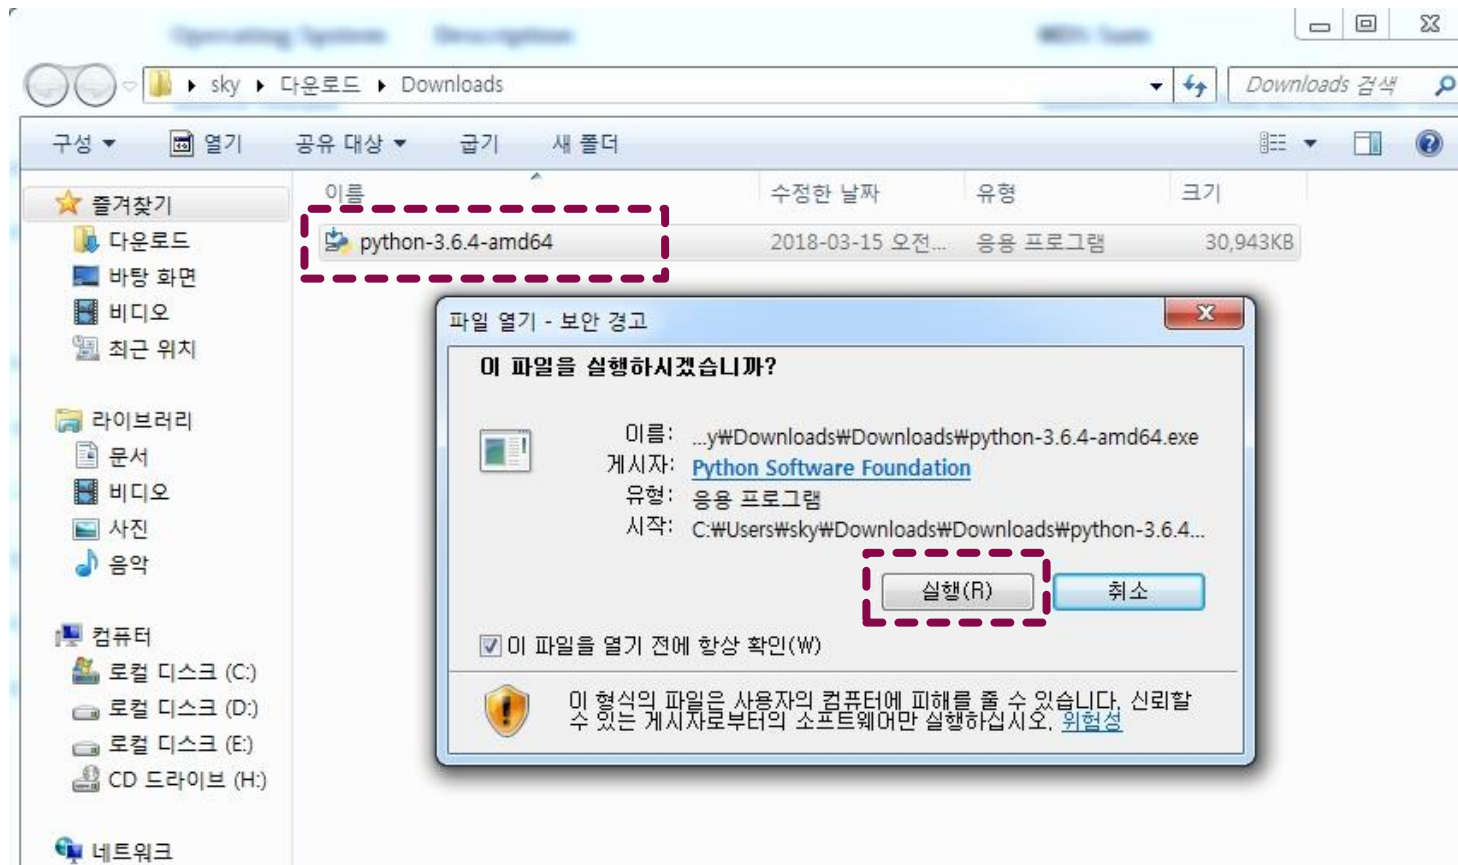 Operating System Description MD5 Sum
sky 다운로드 Downloads Downloads 검색
구성 열기 공유 대상 굽기 새 폴더
즐겨찾기
다운로드
바탕 화면
비디오
최근 위치
라이브러리
문서
비디오
사진
음악
컴퓨터
로컬 디스크 (C:)
로컬 디스크 (D:)
로컬 디스크 (E:)
CD 드라이브 (H:)
네트워크
이름 수정한 날짜 유형 크기
python-3.6.4-amd64 2018-03-15 오전... 응용 프로그램 30,943KB
파일 열기 - 보안 경고
이 파일을 실행하시겠습니까?
이름: ...y₩Downloads₩Downloads₩python-3.6.4-amd64.exe
게시자: Python Software Foundation
유형: 응용 프로그램
시작: C:₩Users₩sky₩Downloads₩Downloads₩python-3.6.4...
실행(R) 취소
이 파일을 열기 전에 항상 확인(W)
이 형식의 파일은 사용자의 컴퓨터에 피해를 줄 수 있습니다. 신뢰할
수 있는 게시자로부터의 소프트웨어만 실행하십시오. 위험성